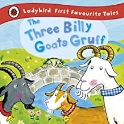 Ladybird First Favourite Tales
The
Three Billy
Goats Gruff